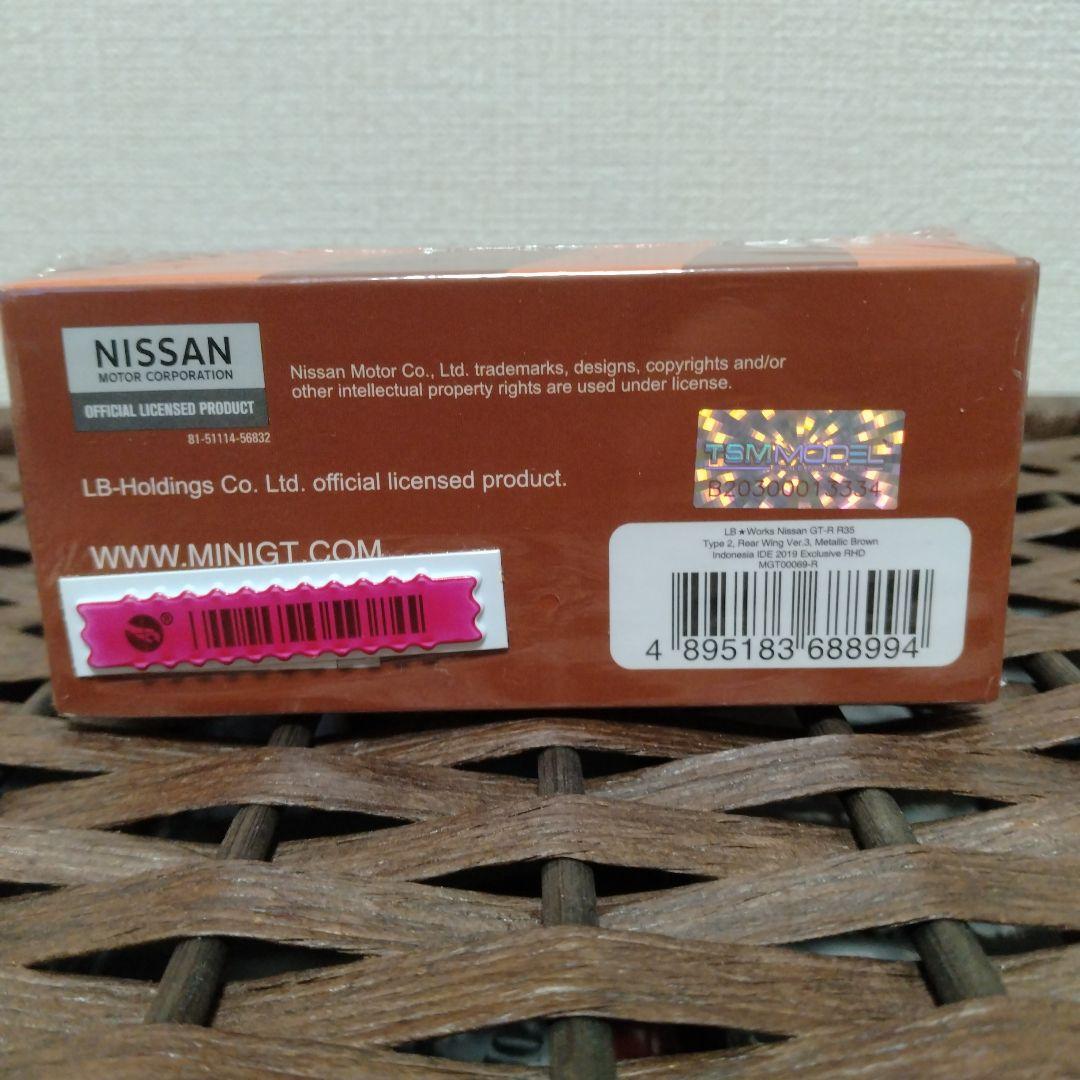 NISSAN
MOTOR CORPORATION
OFFICIAL LICENSED PRODUCT
81-51114-56832
Nissan Motor Co., Ltd. trademarks, designs, copyrights and/or
other intellectual property rights are used under license.
LB-Holdings Co. Ltd. official licensed product.
WWW.MINIGT.COM
®
TSMMODEL
B20300013334
LB★Works Nissan GT-R R35
Type 2, Rear Wing Ver.3, Metallic Brown
Indonesia IDE 2019 Exclusive RHD
MGT00069-R
4 895183 688994